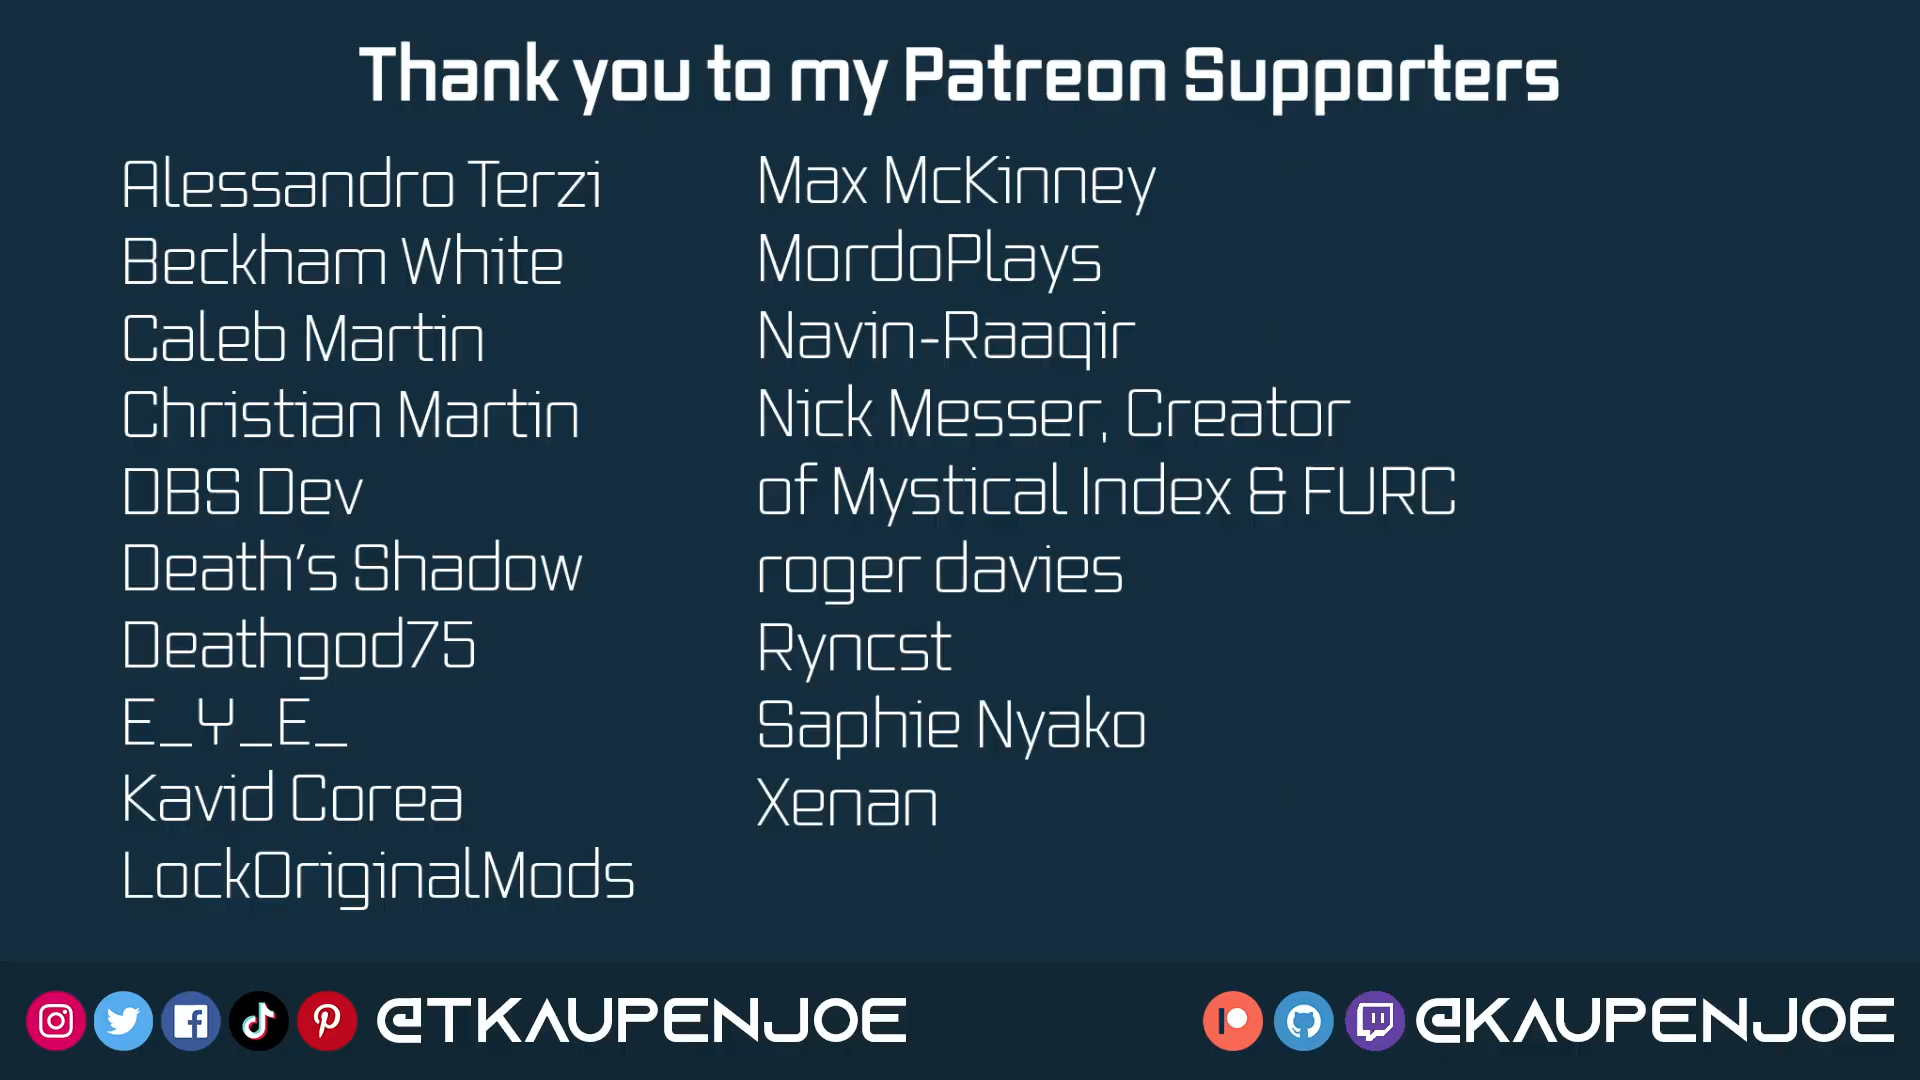 Thank you to my Patreon Supporters
Alessandro Terzi
Beckham White
Caleb Martin
Christian Martin
DBS Dev
Death's Shadow
Deathgod75
E_Y_E_
Kavid Corea
LockOriginalMods
Max McKinney
MordoPlays
Navin-Raaqir
Nick Messer, Creator
of Mystical Index & FURC
roger davies
Ryncst
Saphie Nyako
Xenan
@TKAUPENJOE
@KAUPENJOE